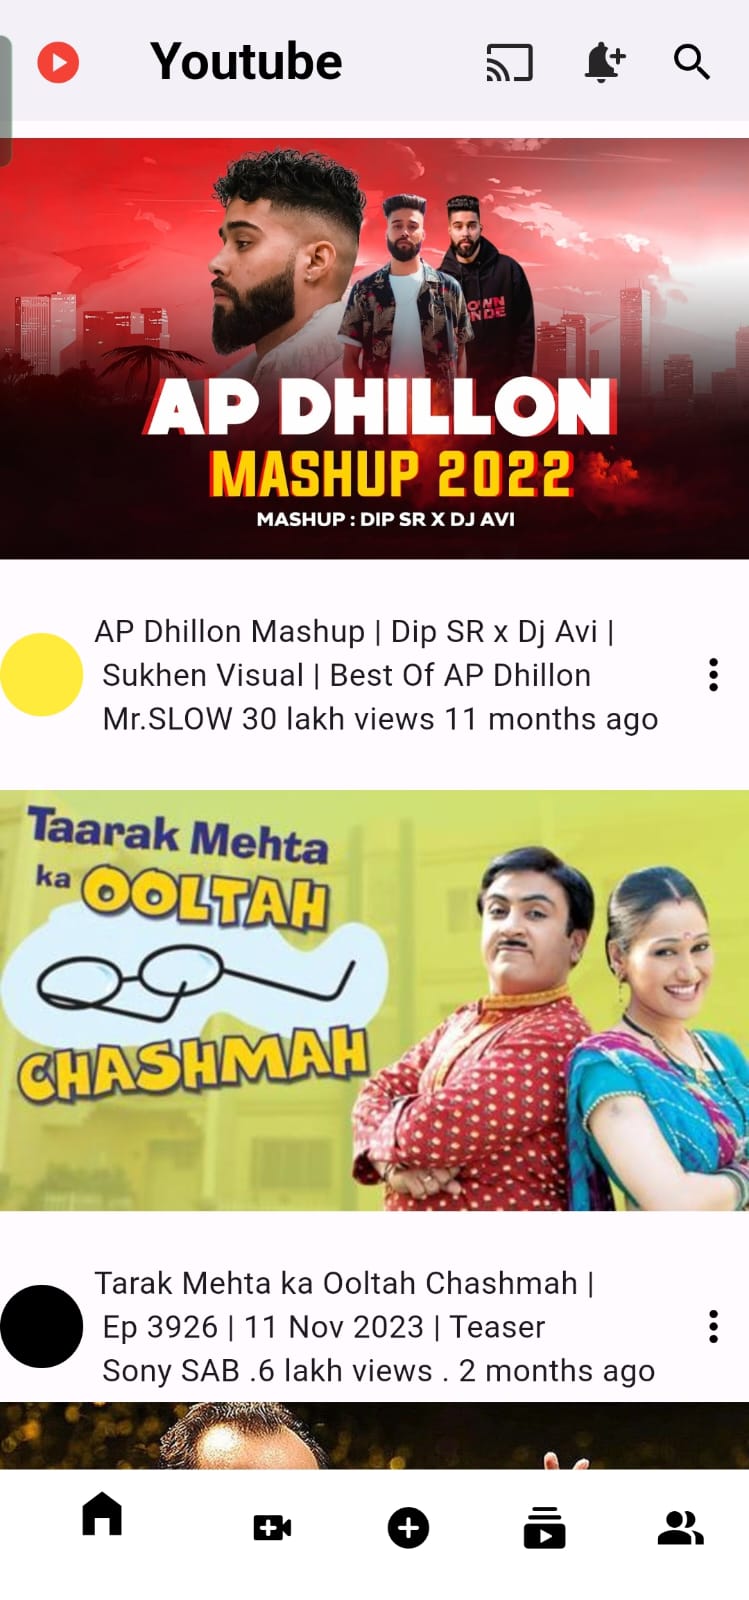 Youtube
OWN
NDE
AP DHILLON
MASHUP 2022
MASHUP : DIP SR X DJ AVI
AP Dhillon Mashup | Dip SR x Dj Avi |
Sukhen Visual | Best Of AP Dhillon
Mr.SLOW 30 lakh views 11 months ago
Taarak Mehta
ka OOLTAH
CHASHMAH
Tarak Mehta ka Ooltah Chashmah |
Ep 3926 | 11 Nov 2023 | Teaser
Sony SAB .6 lakh views . 2 months ago